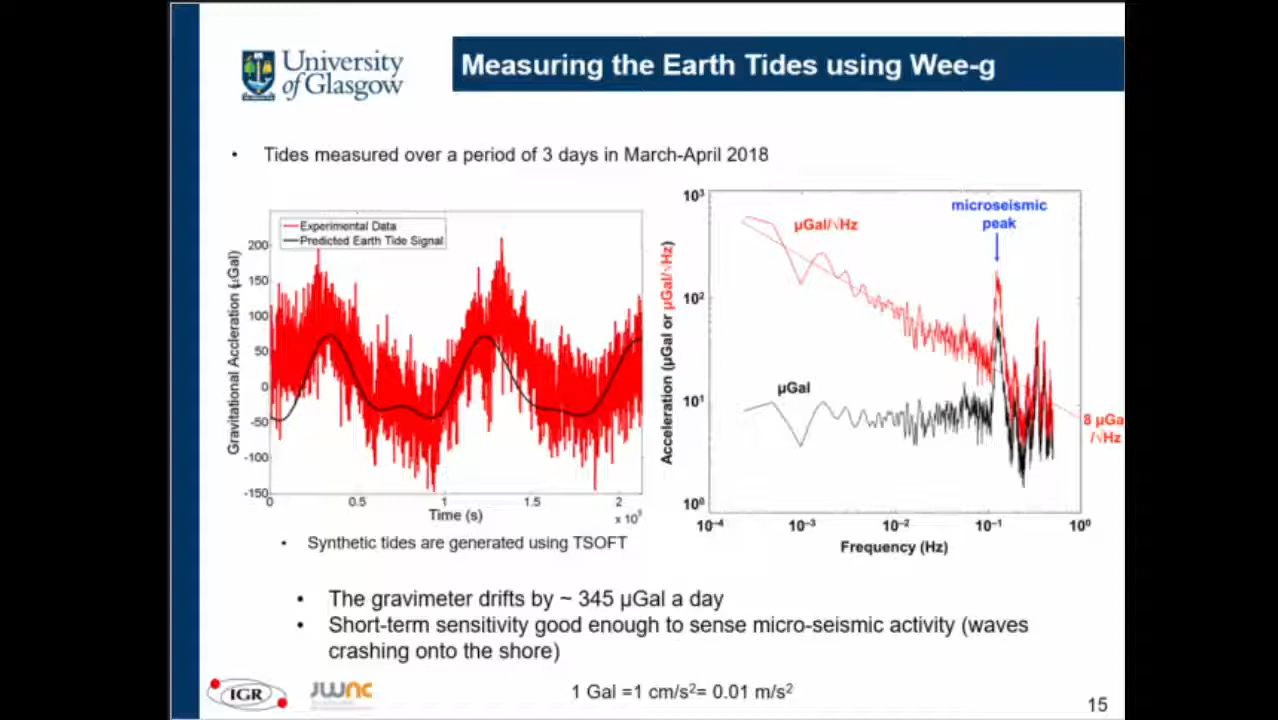 University
of Glasgow
Measuring the Earth Tides using Wee-g
• Tides measured over a period of 3 days in March-April 2018
Experimental Data
Predicted Earth Tide Signal
Gravitational Accleration (μGal)
200
150
100
50
0
-50
-100
-150
0
0.5
1
1.5
2
x 10⁵
Time (s)
10³
10²
10¹
10⁰
Acceleration (μGal or μGal/√Hz)
μGal/√Hz
microseismic
peak
μGal
8 μGa
/√Hz
10⁻⁴
10⁻³
10⁻²
10⁻¹
10⁰
Frequency (Hz)
• Synthetic tides are generated using TSOFT
• The gravimeter drifts by ~ 345 μGal a day
• Short-term sensitivity good enough to sense micro-seismic activity (waves
crashing onto the shore)
IGR
JWNC
1 Gal =1 cm/s²= 0.01 m/s²
15